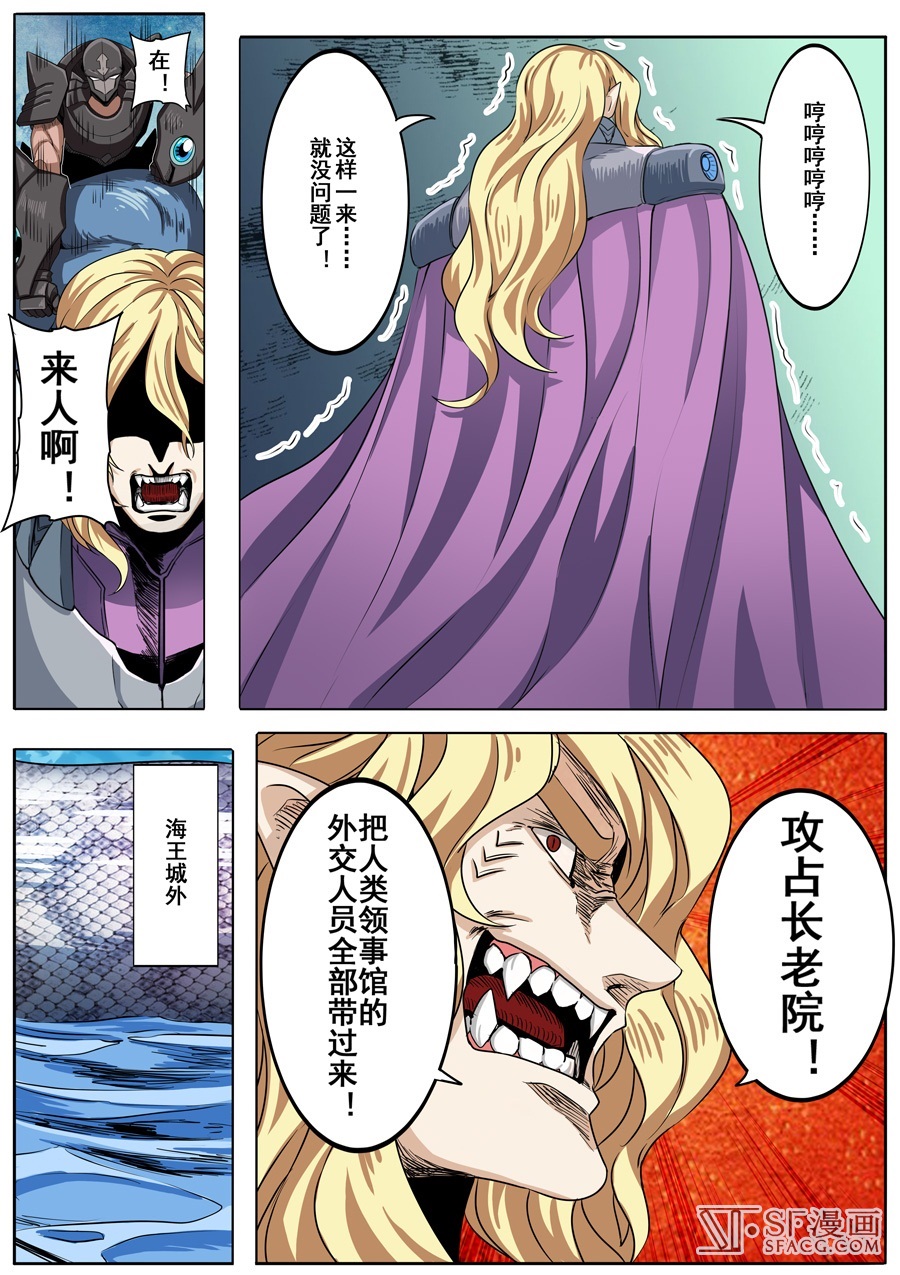 哼哼哼哼哼……
这样一来……
就没问题了！
来人啊！
在！
攻占长老院！
把人类领事馆的
外交人员全部带过来！
海王城外
SF漫画
SFACG.COM